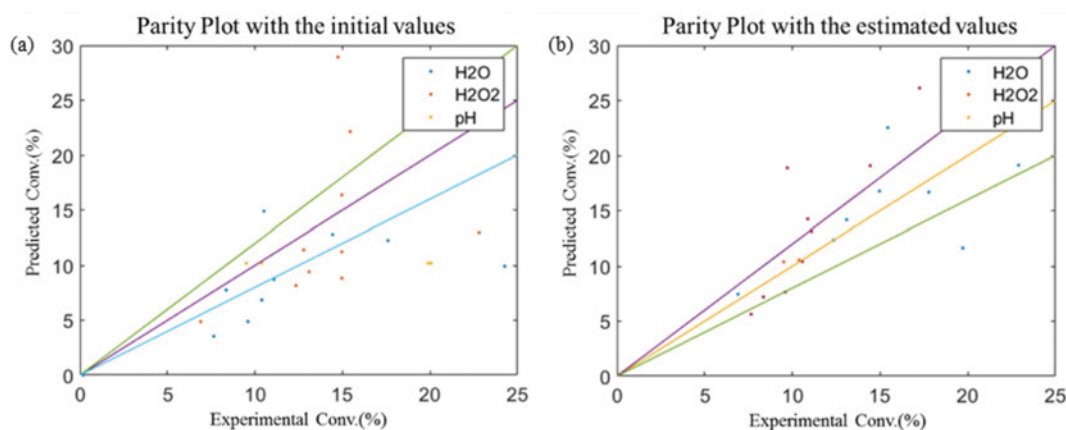 Parity Plot with the initial values
(a)
30
25
20
15
10
5
0
Predicted Conv.(%)
H2O
H2O2
pH
0 5 10 15 20 25
Experimental Conv.(%)
Parity Plot with the estimated values
(b)
30
25
20
15
10
5
0
Predicted Conv.(%)
H2O
H2O2
pH
0 5 10 15 20 25
Experimental Conv.(%)